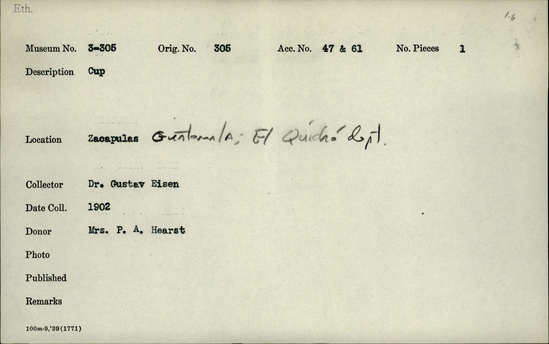 Eth.
Museum No. 3-305 Orig. No. 305 Acc. No. 47 & 61 No. Pieces 1
Description Cup
Location Zacapulas Guatemala; El Quiché dpt.
Collector Dr. Gustav Eisen
Date Coll. 1902
Donor Mrs. P. A. Hearst
Photo
Published
Remarks
100m-9,'39(1771)